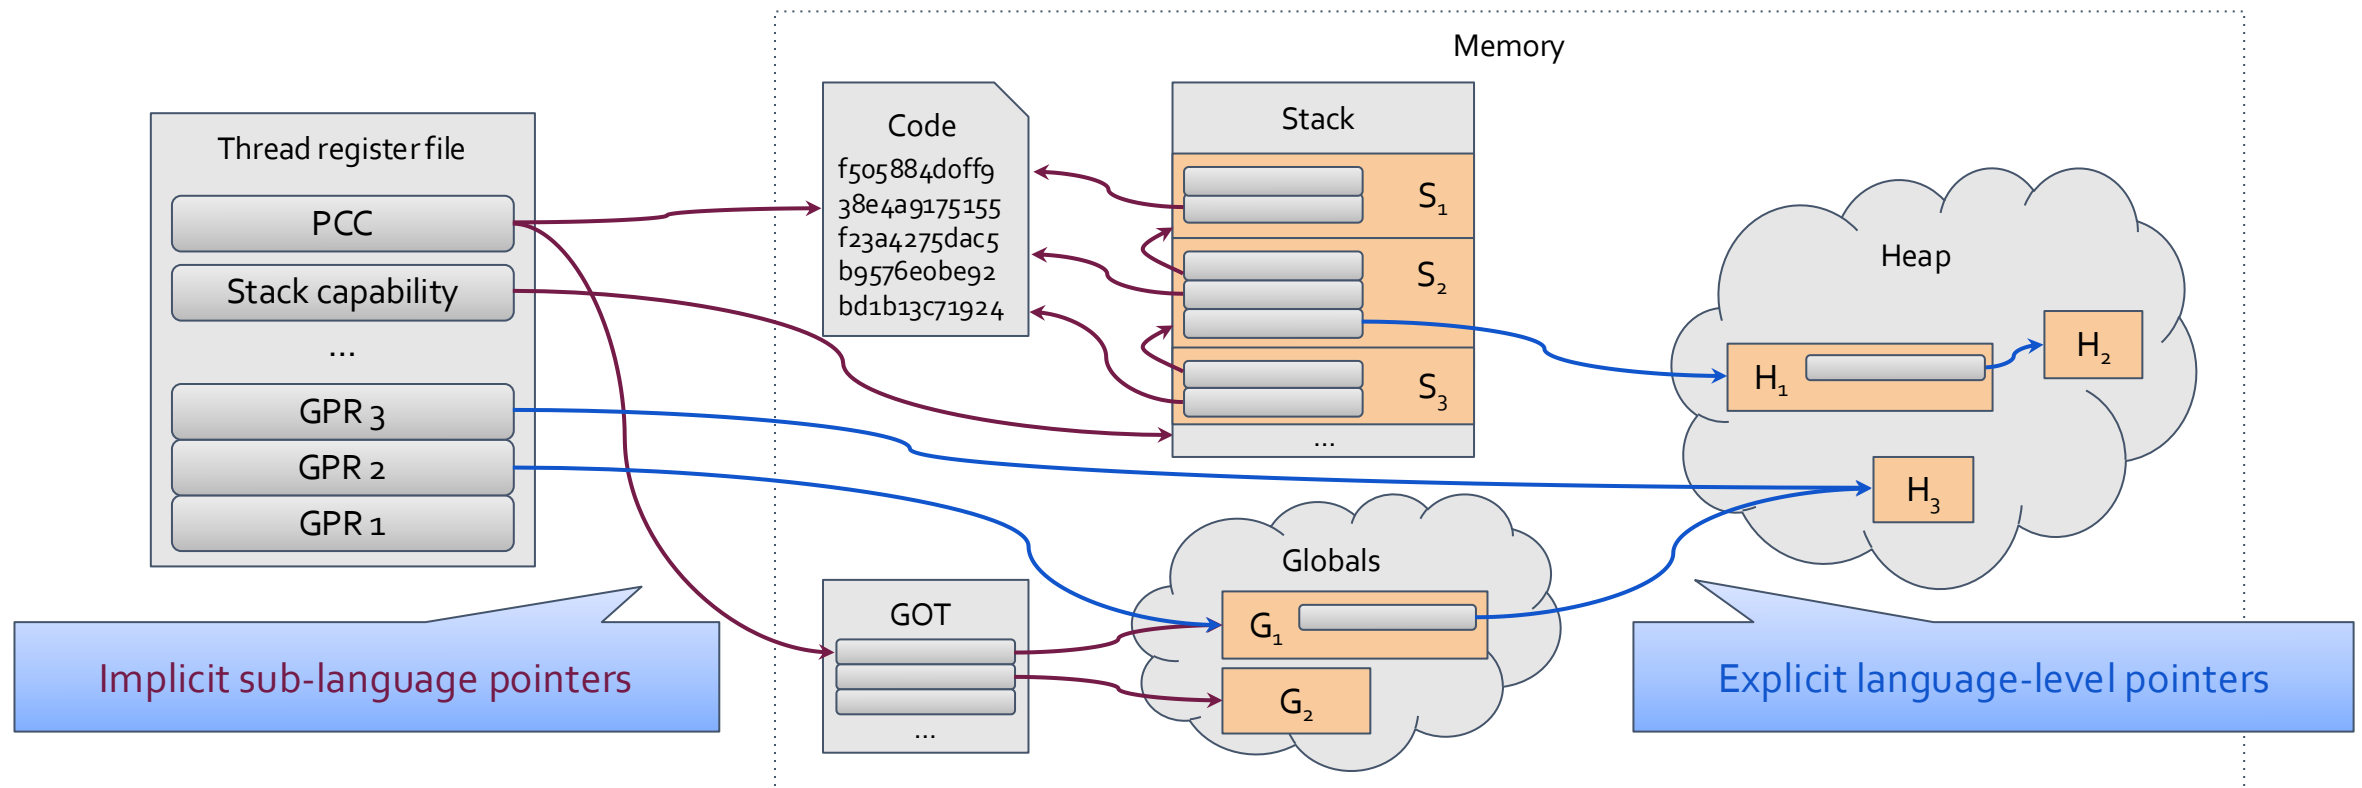 Memory
Thread register file
PCC
Stack capability
...
GPR 3
GPR 2
GPR 1
Code
f505884d0ff9
38e4a9175155
f23a4275dac5
b9576e0be92
bd1b13c71924
Stack
S1
S2
S3
...
Heap
H1
H2
H3
Globals
G1
G2
GOT
...
Implicit sub-language pointers
Explicit language-level pointers